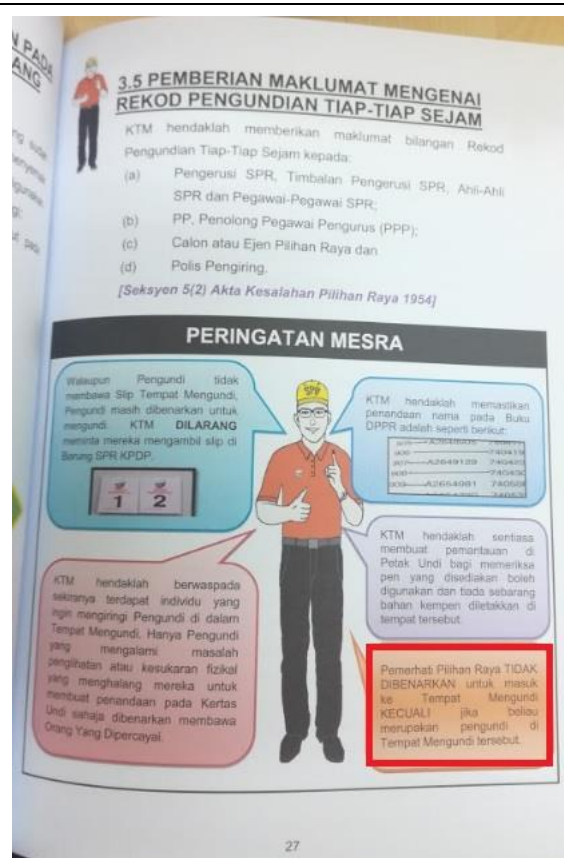 3.5 PEMBERIAN MAKLUMAT MENGENAI
REKOD PENGUNDIAN TIAP-TIAP SEJAM
KTM hendaklah memberikan maklumat bilangan Rekod
Pengundian Tiap-Tiap Sejam kepada:
(a) Pengerusi SPR, Timbalan Pengerusi SPR, Ahli-Ahli
SPR dan Pegawai-Pegawai SPR;
(b) PP, Penolong Pegawai Pengurus (PPP);
(c) Calon atau Ejen Pilihan Raya dan
(d) Polis Pengiring.
[Seksyen 5(2) Akta Kesalahan Pilihan Raya 1954]
PERINGATAN MESRA
Walaupun Pengundi tidak
membawa Slip Tempat Mengundi,
Pengundi masih dibenarkan untuk
mengundi. KTM DILARANG
meminta mereka mengambil slip di
Barung SPR KPDP.
1 2
KTM hendaklah memastikan
penandaan nama pada Buku
DPPR adalah seperti berikut:
KTM hendaklah sentiasa
membuat pemantauan di
Petak Undi bagi memeriksa
pen yang disediakan boleh
digunakan dan tiada sebarang
bahan kempen diletakkan di
tempat tersebut.
KTM hendaklah berwaspada
sekiranya terdapat individu yang
ingin mengiringi Pengundi di dalam
Tempat Mengundi. Hanya Pengundi
yang mengalami masalah
penglihatan atau kesukaran fizikal
yang menghalang mereka untuk
membuat penandaan pada Kertas
Undi sahaja dibenarkan membawa
Orang Yang Dipercayai.
Pemerhati Pilihan Raya TIDAK
DIBENARKAN untuk masuk
ke Tempat Mengundi
KECUALI jika beliau
merupakan pengundi di
Tempat Mengundi tersebut.
27